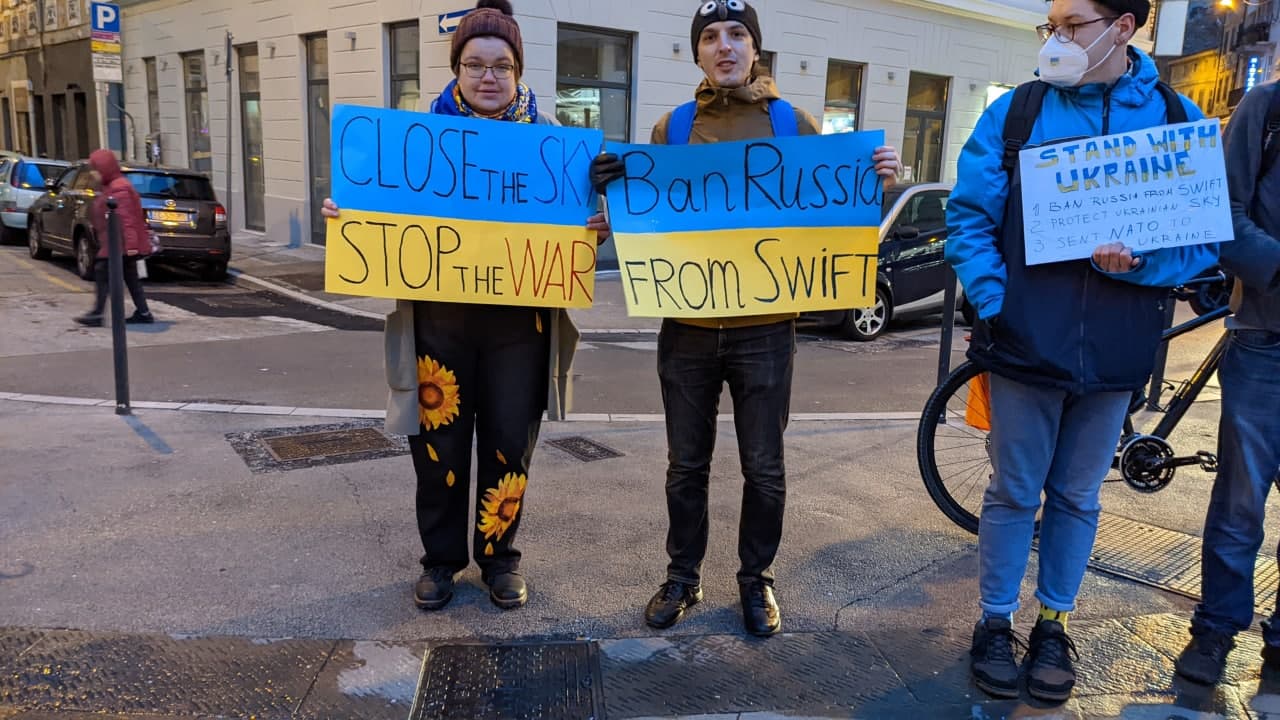 P
CLOSE THE SKY
STOP THE WAR
Ban Russia
FROM SWiFT
STAND WITH
UKRAINE
1 BAN RUSSIA FROM SWIFT
2 PROTECT UKRAINIAN SKY
3 SENT NATO TO
UKRAINE